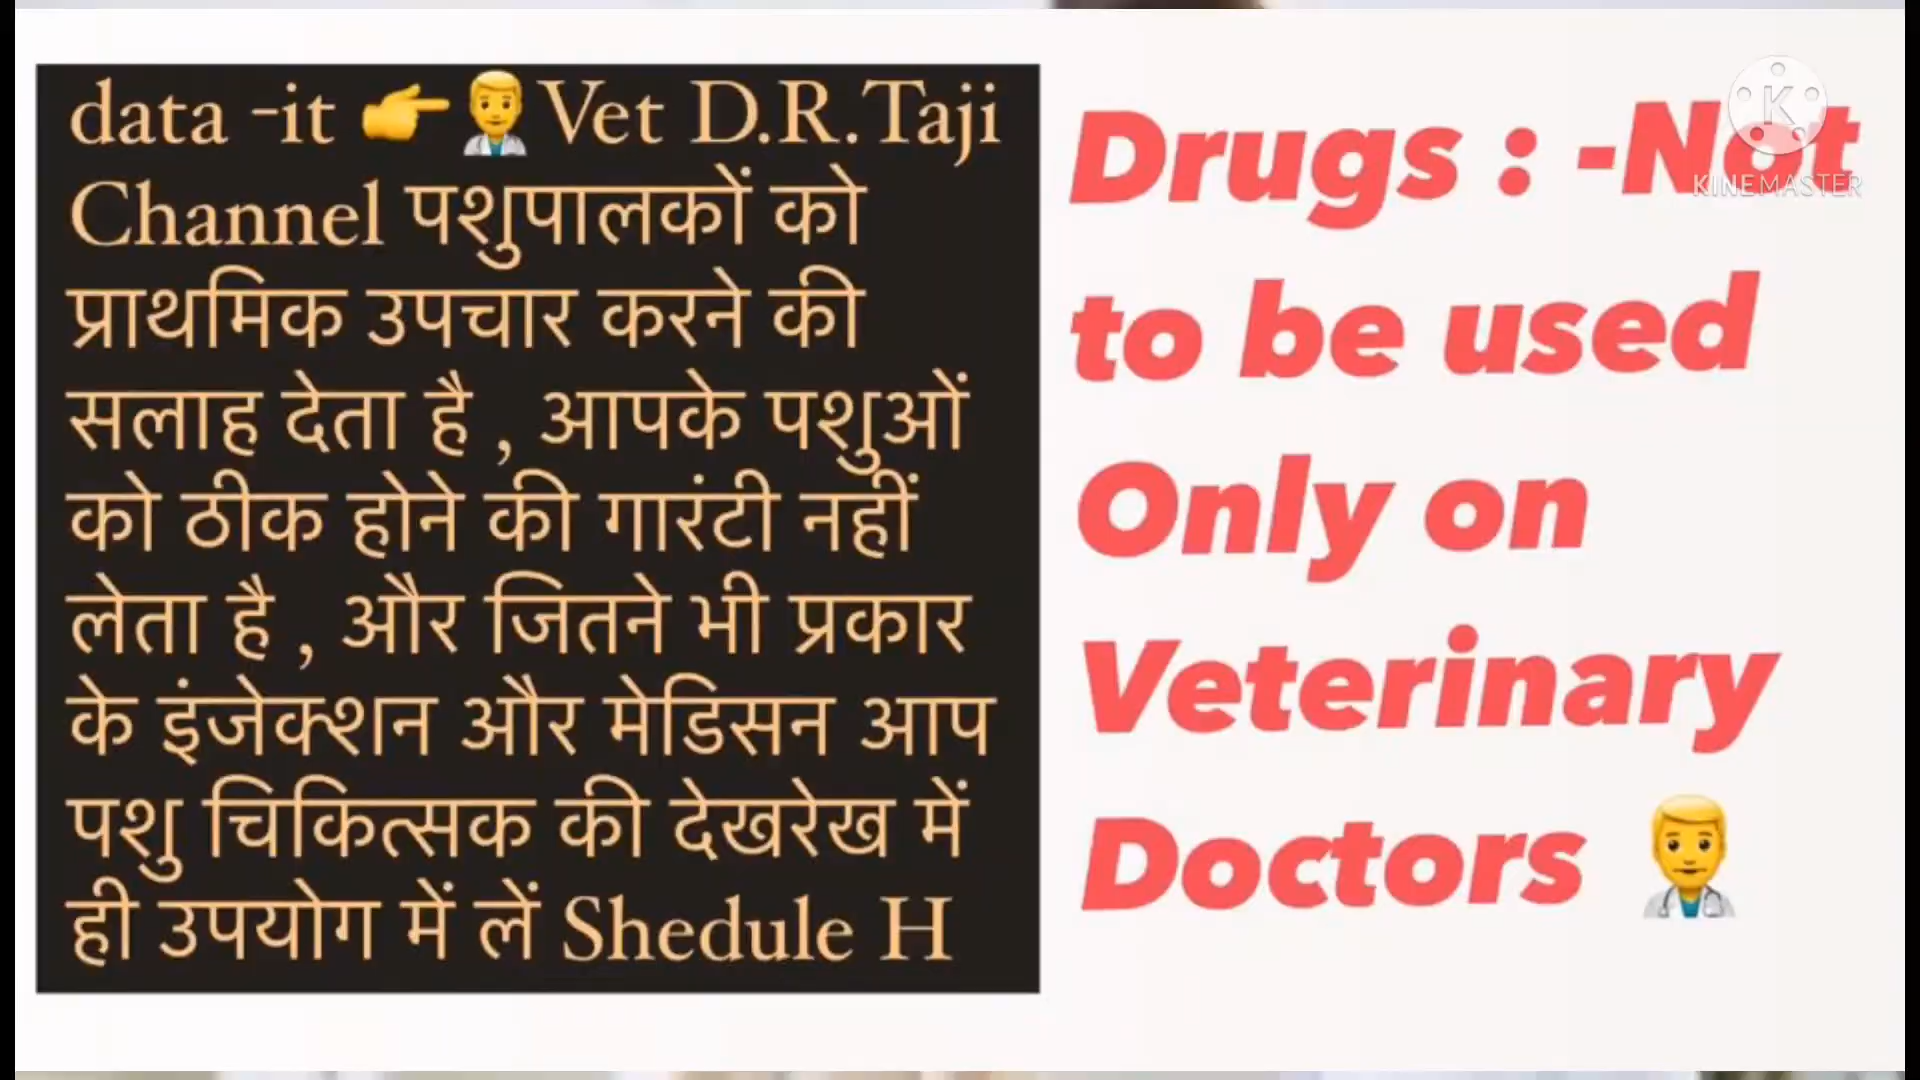 data -it 👉👨‍⚕️Vet D.R.Taji
Channel पशुपालकों को
प्राथमिक उपचार करने की
सलाह देता है , आपके पशुओं
को ठीक होने की गारंटी नहीं
लेता है , और जितने भी प्रकार
के इंजेक्शन और मेडिसन आप
पशु चिकित्सक की देखरेख में
ही उपयोग में लें Shedule H
Drugs : -Not
to be used
Only on
Veterinary
Doctors 👨‍⚕️
K
KINEMASTER